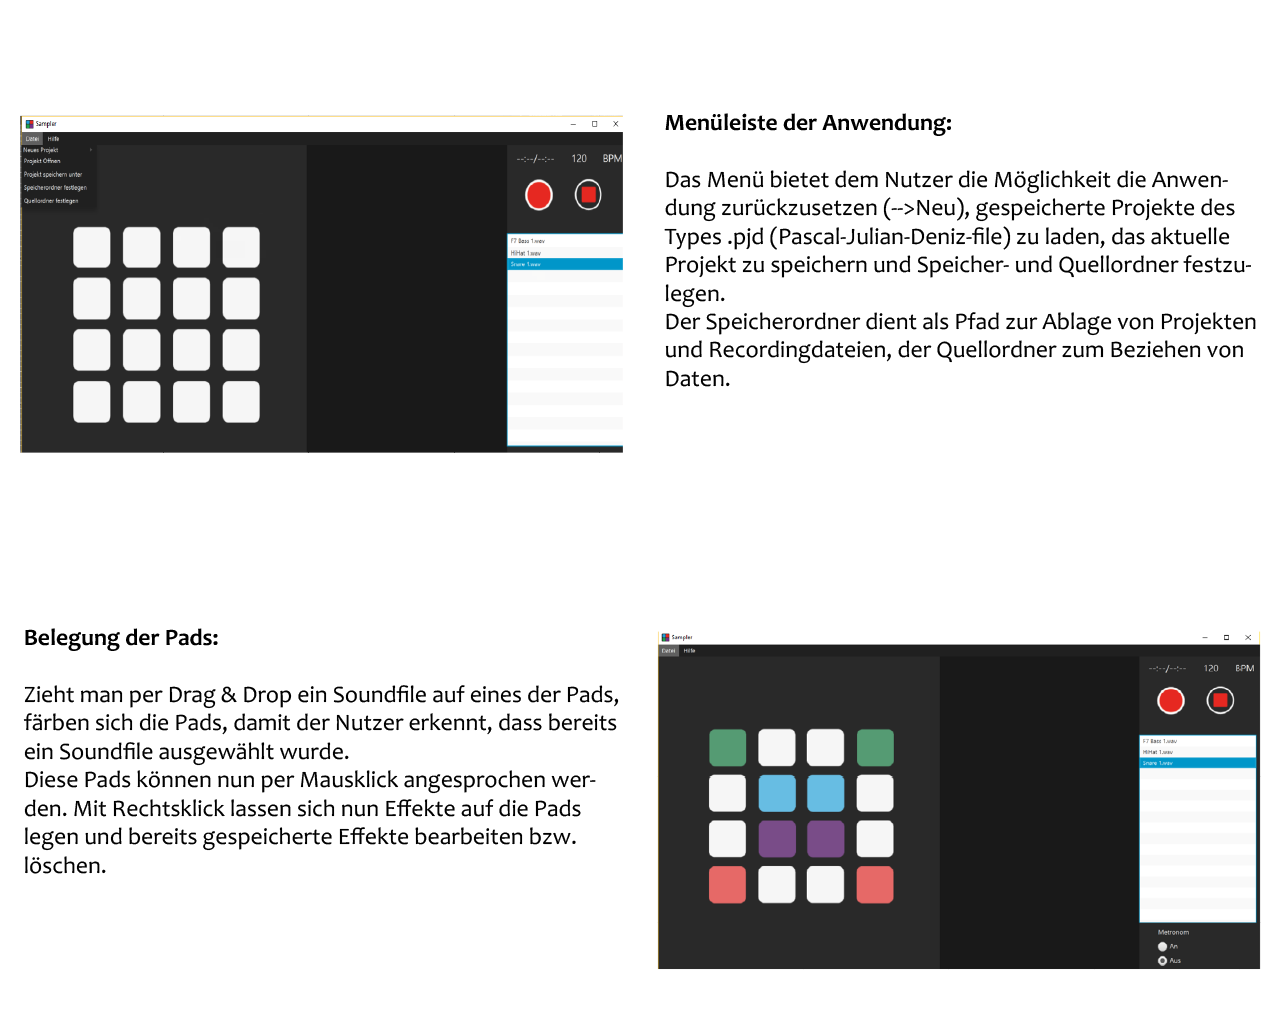 Sampler
Datei Hilfe
Neues Projekt
Projekt Öffnen
Projekt speichern unter
Speicherordner festlegen
Quellordner festlegen
--:--/--:-- 120 BPM
F7 Bass 1.wav
HiHat 1.wav
Snare 1.wav
Menüleiste der Anwendung:
Das Menü bietet dem Nutzer die Möglichkeit die Anwen-
dung zurückzusetzen (-->Neu), gespeicherte Projekte des
Types .pjd (Pascal-Julian-Deniz-file) zu laden, das aktuelle
Projekt zu speichern und Speicher- und Quellordner festzu-
legen.
Der Speicherordner dient als Pfad zur Ablage von Projekten
und Recordingdateien, der Quellordner zum Beziehen von
Daten.
Belegung der Pads:
Zieht man per Drag & Drop ein Soundfile auf eines der Pads,
färben sich die Pads, damit der Nutzer erkennt, dass bereits
ein Soundfile ausgewählt wurde.
Diese Pads können nun per Mausklick angesprochen wer-
den. Mit Rechtsklick lassen sich nun Effekte auf die Pads
legen und bereits gespeicherte Effekte bearbeiten bzw.
löschen.
Sampler
Datei Hilfe
--:--/--:-- 120 BPM
F7 Bass 1.wav
HiHat 1.wav
Snare 1.wav
Metronom
An
Aus